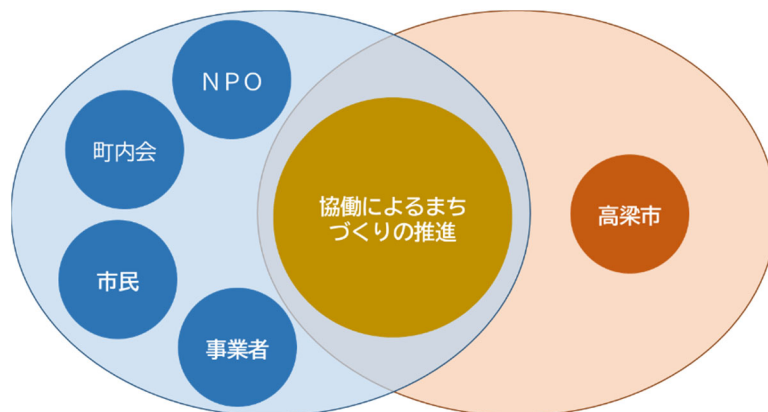 NPO
町内会
市民
事業者
協働によるまち
づくりの推進
高梁市